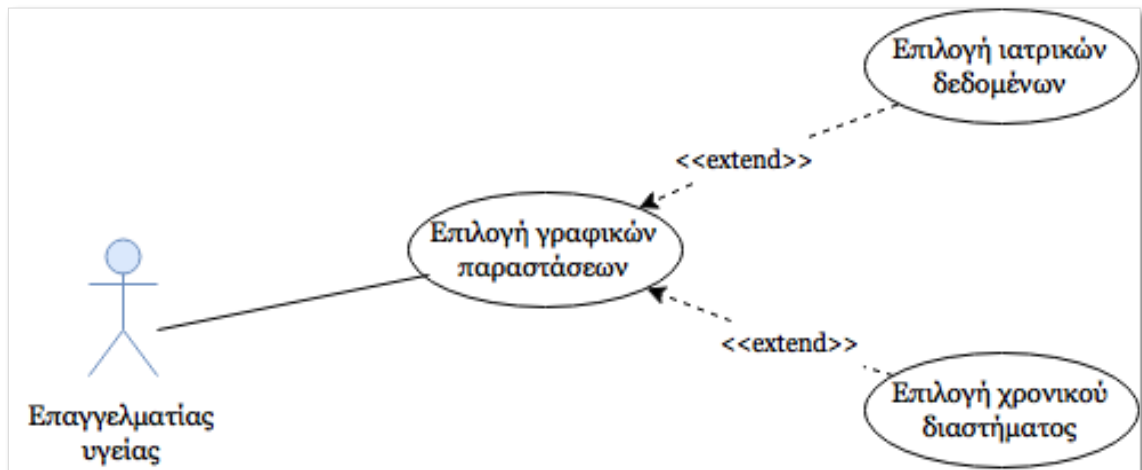 Επιλογή ιατρικών
δεδομένων
<<extend>>
Επιλογή γραφικών
παραστάσεων
<<extend>>
Επιλογή χρονικού
διαστήματος
Επαγγελματίας
υγείας